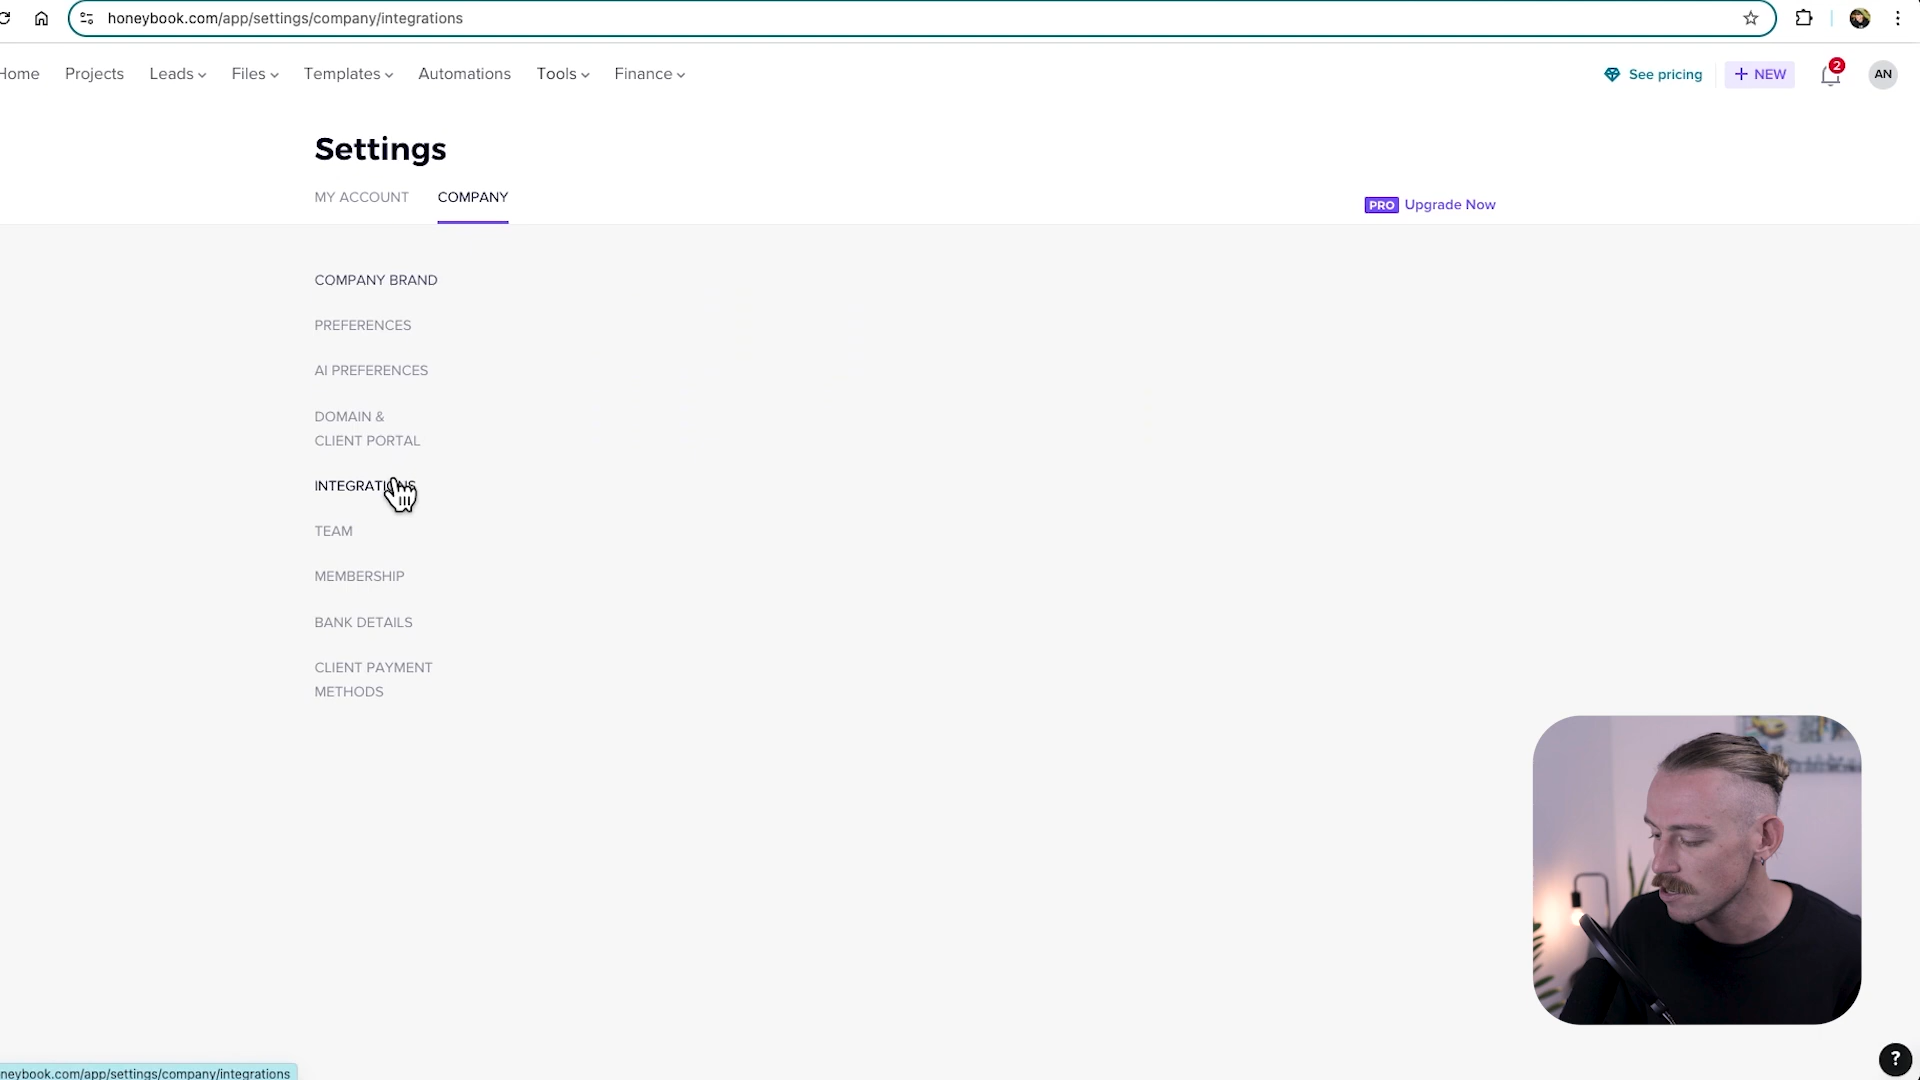 honeybook.com/app/settings/company/integrations
Home Projects Leads Files Templates Automations Tools Finance See pricing + NEW 2 AN
Settings
MY ACCOUNT COMPANY
PRO Upgrade Now
COMPANY BRAND
PREFERENCES
AI PREFERENCES
DOMAIN &
CLIENT PORTAL
INTEGRATIONS
TEAM
MEMBERSHIP
BANK DETAILS
CLIENT PAYMENT
METHODS
?
neybook.com/app/settings/company/integrations